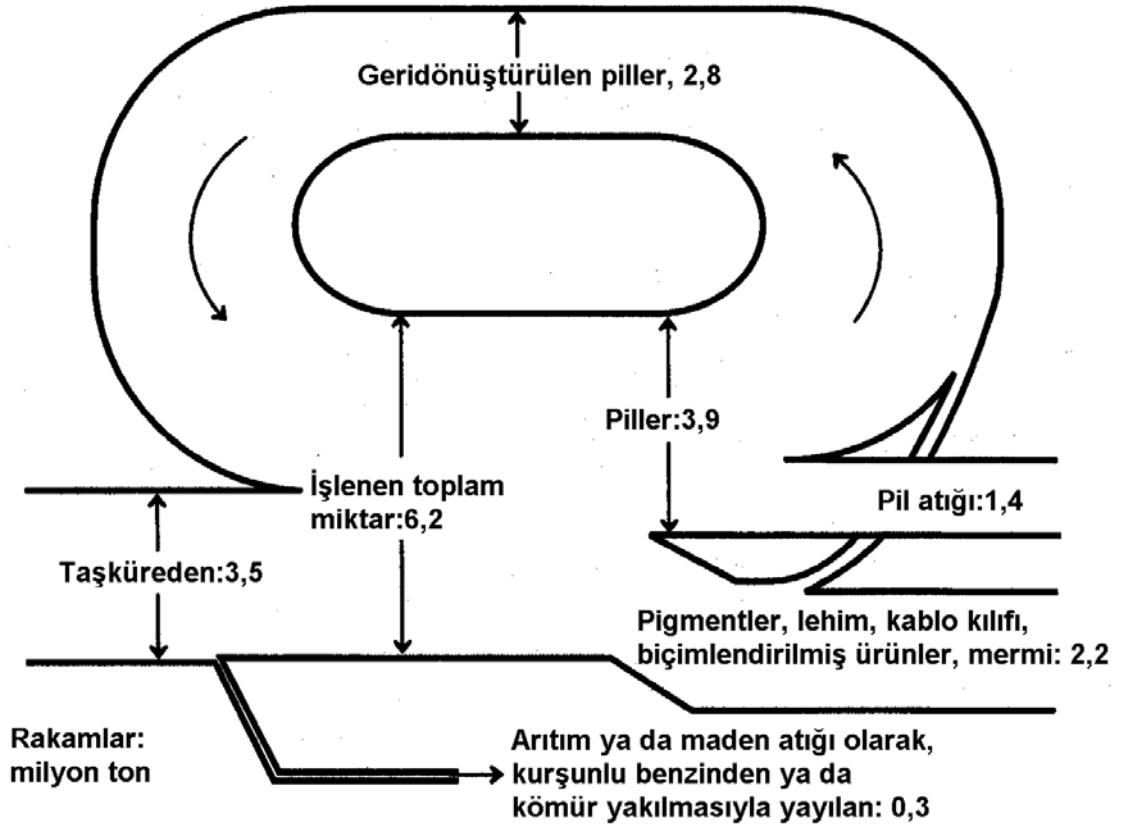 Geridönüştürülen piller, 2,8
Piller:3,9
İşlenen toplam
miktar:6,2
Pil atığı:1,4
Taşküreden:3,5
Pigmentler, lehim, kablo kılıfı,
biçimlendirilmiş ürünler, mermi: 2,2
Rakamlar:
milyon ton
Arıtım ya da maden atığı olarak,
kurşunlu benzinden ya da
kömür yakılmasıyla yayılan: 0,3